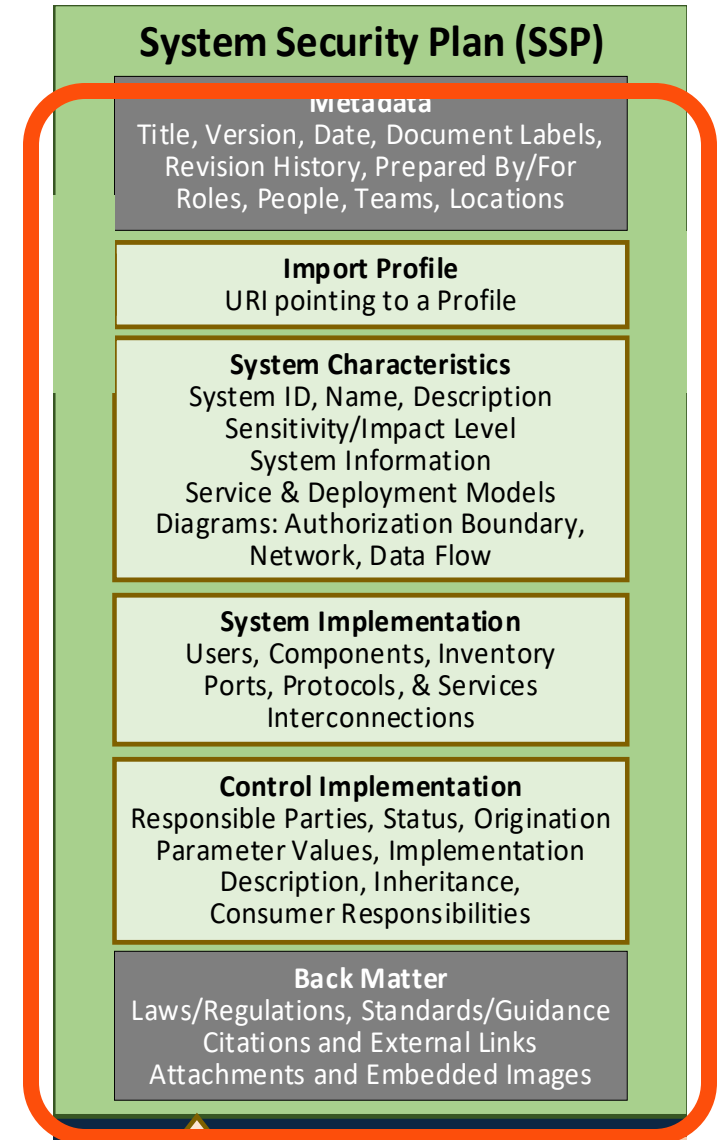 System Security Plan (SSP)
Metadata
Title, Version, Date, Document Labels,
Revision History, Prepared By/For
Roles, People, Teams, Locations
Import Profile
URI pointing to a Profile
System Characteristics
System ID, Name, Description
Sensitivity/Impact Level
System Information
Service & Deployment Models
Diagrams: Authorization Boundary,
Network, Data Flow
System Implementation
Users, Components, Inventory
Ports, Protocols, & Services
Interconnections
Control Implementation
Responsible Parties, Status, Origination
Parameter Values, Implementation
Description, Inheritance,
Consumer Responsibilities
Back Matter
Laws/Regulations, Standards/Guidance
Citations and External Links
Attachments and Embedded Images